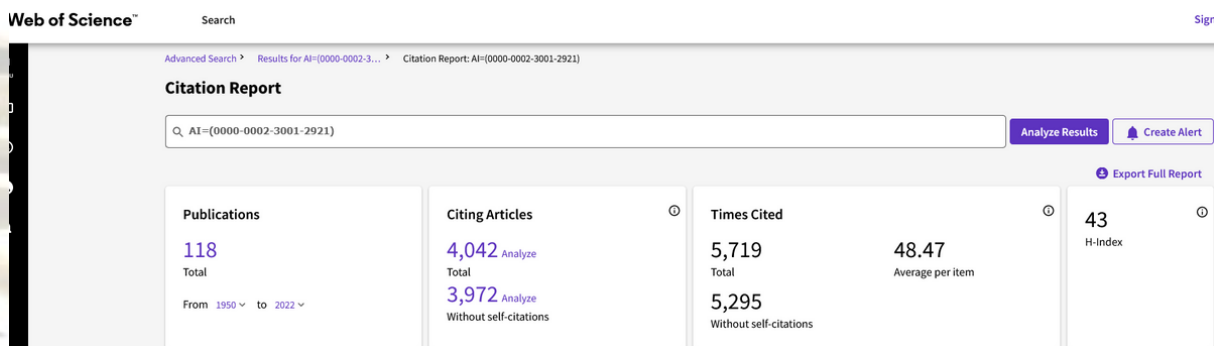 Web of Science™ Search Sign
Advanced Search > Results for AI=(0000-0002-3... > Citation Report: AI=(0000-0002-3001-2921)
Citation Report
AI=(0000-0002-3001-2921) Analyze Results Create Alert
Export Full Report
Publications
118
Total
From 1950 to 2022
Citing Articles
4,042 Analyze
Total
3,972 Analyze
Without self-citations
Times Cited
5,719
Total
5,295
Without self-citations
48.47
Average per item
43
H-Index